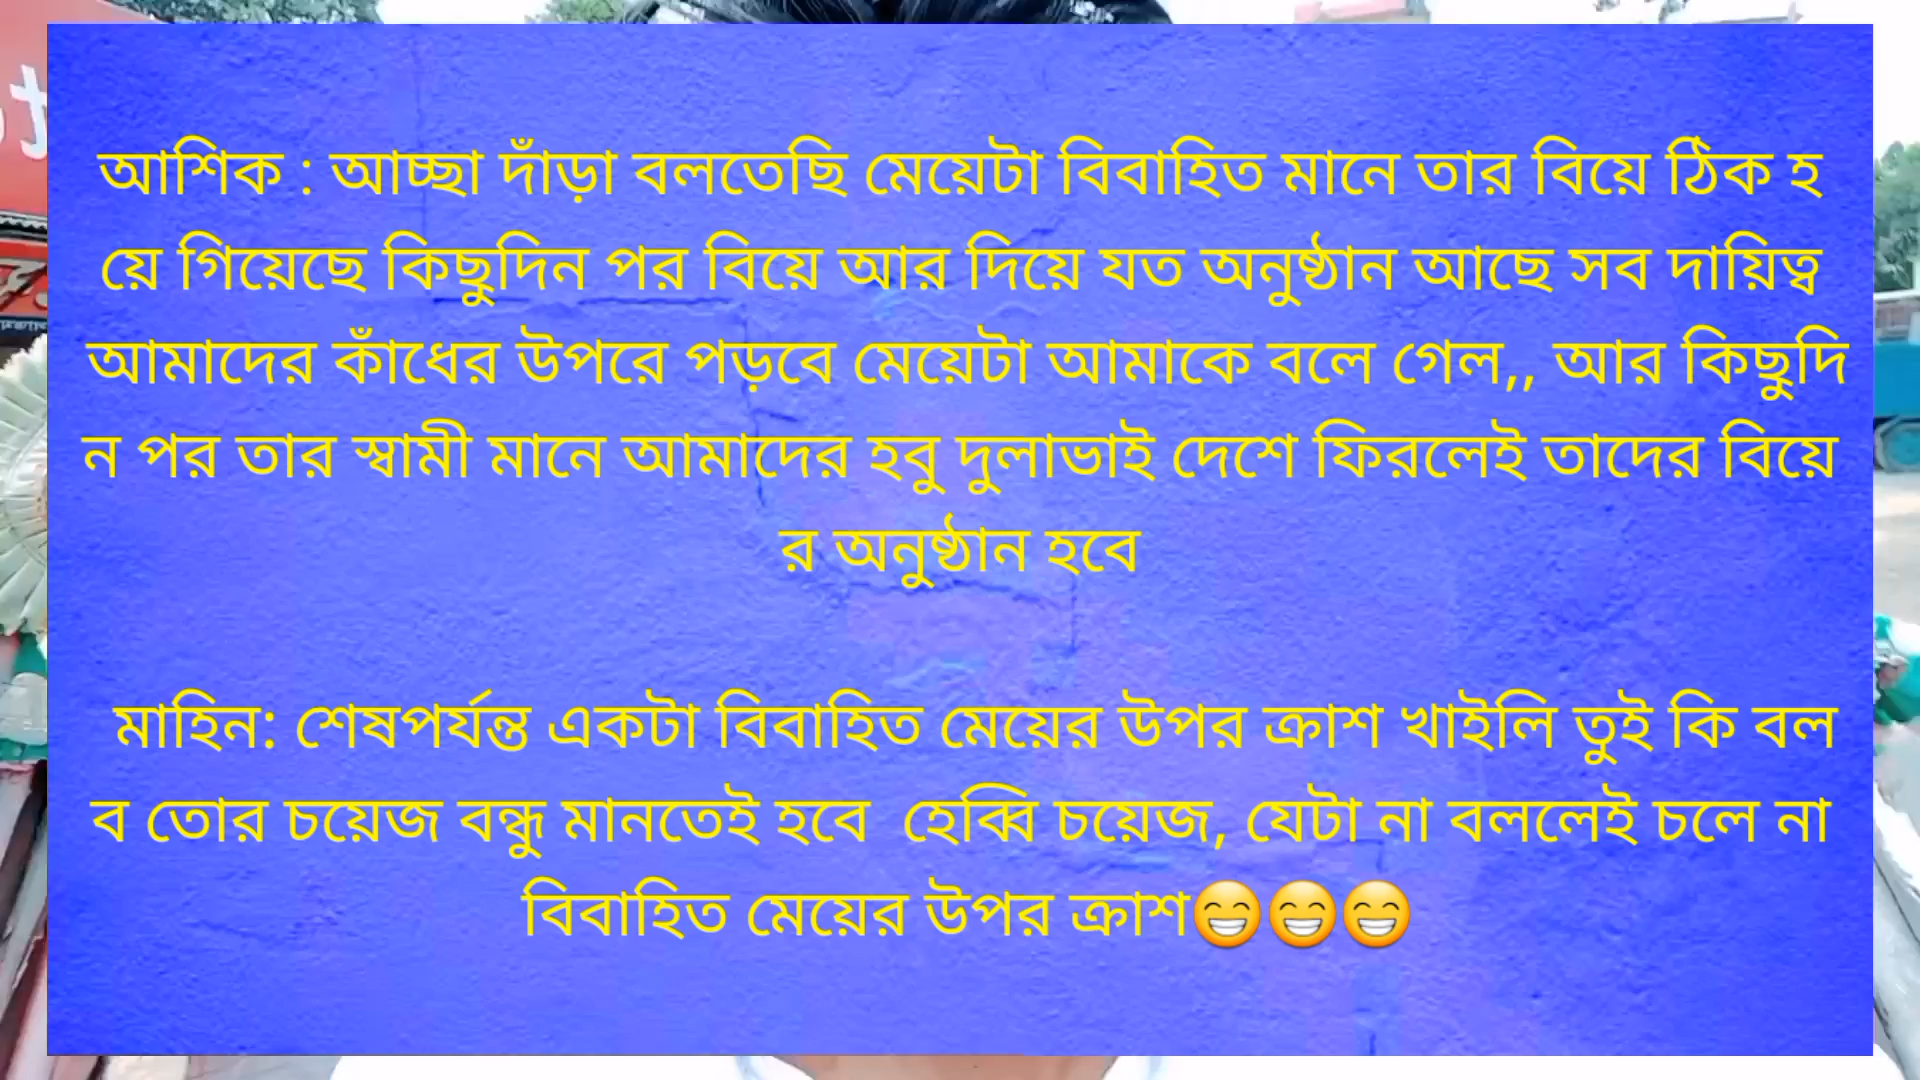 আশিক : আচ্ছা দাঁড়া বলতেছি মেয়েটা বিবাহিত মানে তার বিয়ে ঠিক হ
য়ে গিয়েছে কিছুদিন পর বিয়ে আর দিয়ে যত অনুষ্ঠান আছে সব দায়িত্ব
আমাদের কাঁধের উপরে পড়বে মেয়েটা আমাকে বলে গেল,, আর কিছুদি
ন পর তার স্বামী মানে আমাদের হবু দুলাভাই দেশে ফিরলেই তাদের বিয়ে
র অনুষ্ঠান হবে
মাহিন: শেষপর্যন্ত একটা বিবাহিত মেয়ের উপর ক্রাশ খাইলি তুই কি বল
ব তোর চয়েজ বন্ধু মানতেই হবে  হেব্বি চয়েজ, যেটা না বললেই চলে না
বিবাহিত মেয়ের উপর ক্রাশ😁😁😁